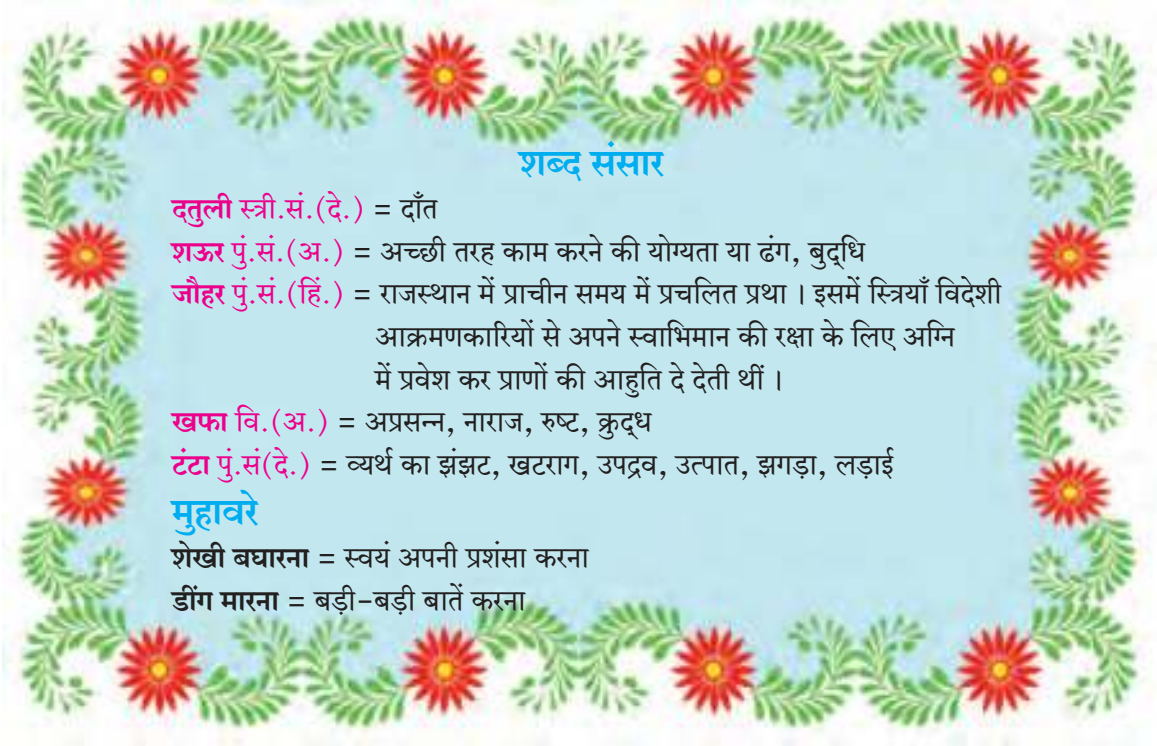 शब्द संसार
दतुली स्त्री.सं.(दे.) = दाँत
शऊर पुं.सं.(अ.) = अच्छी तरह काम करने की योग्यता या ढंग, बुद्‌धि
जौहर पुं.सं.(हिं.) = राजस्थान में प्राचीन समय में प्रचलित प्रथा । इसमें स्त्रियाँ विदेशी
आक्रमणकारियों से अपने स्वाभिमान की रक्षा के लिए अग्नि
में प्रवेश कर प्राणों की आहुति दे देती थीं ।
खफा वि.(अ.) = अप्रसन्न, नाराज, रुष्ट, क्रुद्‌ध
टंटा पुं.सं(दे.) = व्यर्थ का झंझट, खटराग, उपद्रव, उत्पात, झगड़ा, लड़ाई
मुहावरे
शेखी बघारना = स्वयं अपनी प्रशंसा करना
डींग मारना = बड़ी-बड़ी बातें करना